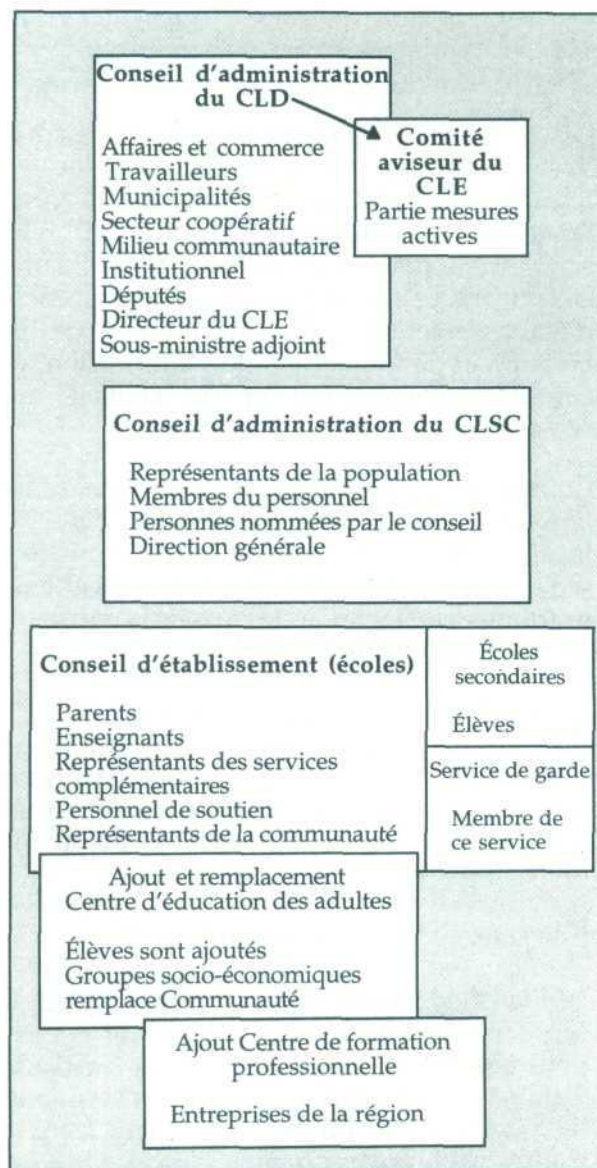 Conseil d'administration
du CLD
Affaires et commerce
Travailleurs
Municipalités
Secteur coopératif
Milieu communautaire
Institutionnel
Députés
Directeur du CLE
Sous-ministre adjoint
Comité
aviseur du
CLE
Partie mesures
actives
Conseil d'administration du CLSC
Représentants de la population
Membres du personnel
Personnes nommées par le conseil
Direction générale
Conseil d'établissement (écoles)
Parents
Enseignants
Représentants des services
complémentaires
Personnel de soutien
Représentants de la communauté
Écoles
secondaires
Élèves
Service de garde
Membre de
ce service
Ajout et remplacement
Centre d'éducation des adultes
Élèves sont ajoutés
Groupes socio-économiques
remplace Communauté
Ajout Centre de formation
professionnelle
Entreprises de la région